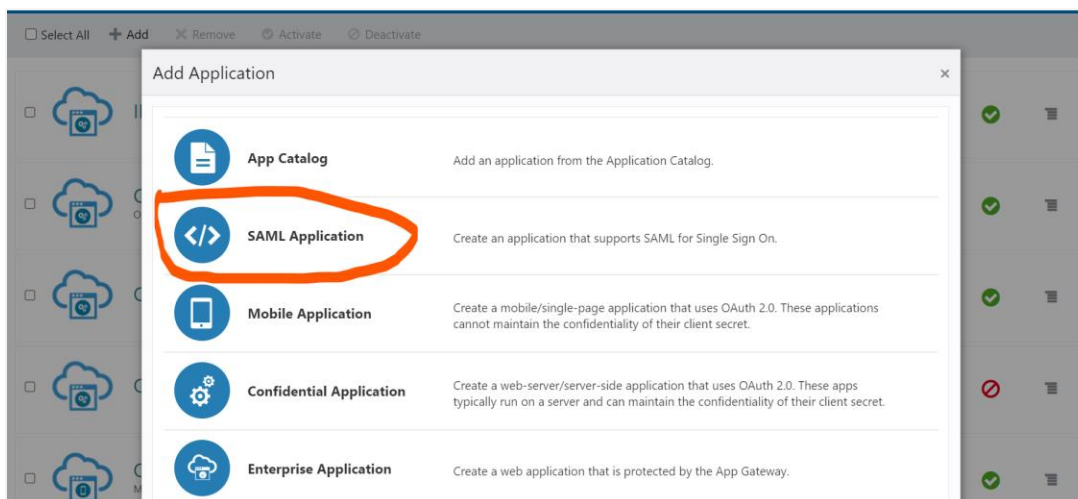 Select All Add Remove Activate Deactivate
Add Application
App Catalog
Add an application from the Application Catalog.
SAML Application
Create an application that supports SAML for Single Sign On.
Mobile Application
Create a mobile/single-page application that uses OAuth 2.0. These applications
cannot maintain the confidentiality of their client secret.
Confidential Application
Create a web-server/server-side application that uses OAuth 2.0. These apps
typically run on a server and can maintain the confidentiality of their client secret.
Enterprise Application
Create a web application that is protected by the App Gateway.